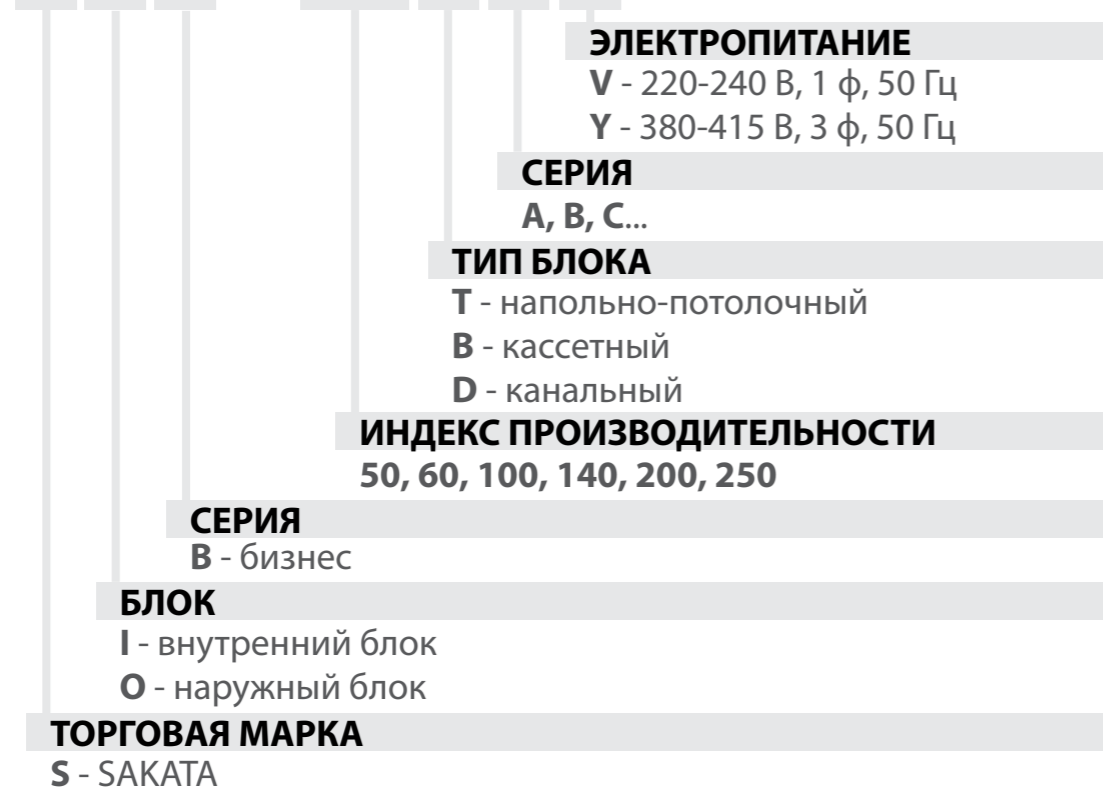 ЭЛЕКТРОПИТАНИЕ
V - 220-240 В, 1 ф, 50 Гц
Y - 380-415 В, 3 ф, 50 Гц
СЕРИЯ
A, B, C...
ТИП БЛОКА
T - напольно-потолочный
B - кассетный
D - канальный
ИНДЕКС ПРОИЗВОДИТЕЛЬНОСТИ
50, 60, 100, 140, 200, 250
СЕРИЯ
B - бизнес
БЛОК
I - внутренний блок
O - наружный блок
ТОРГОВАЯ МАРКА
S - SAKATA